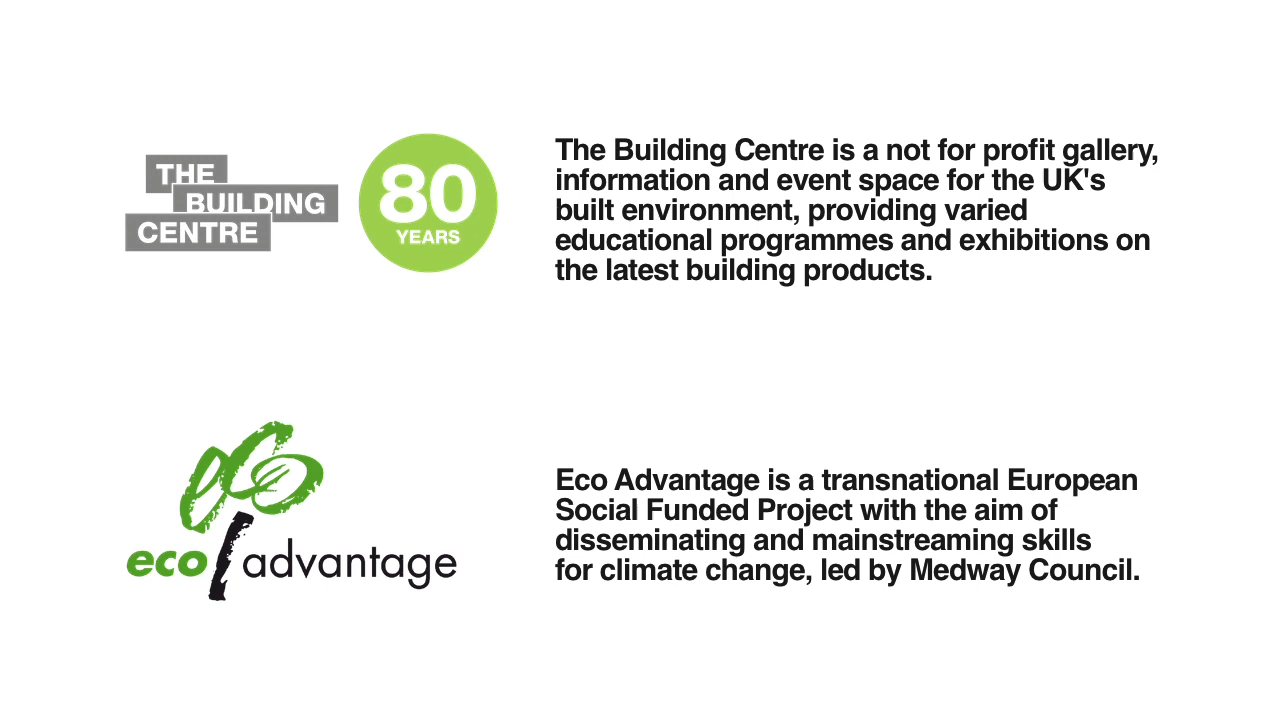 THE
BUILDING
CENTRE
80
YEARS
The Building Centre is a not for profit gallery,
information and event space for the UK's
built environment, providing varied
educational programmes and exhibitions on
the latest building products.
eco advantage
Eco Advantage is a transnational European
Social Funded Project with the aim of
disseminating and mainstreaming skills
for climate change, led by Medway Council.